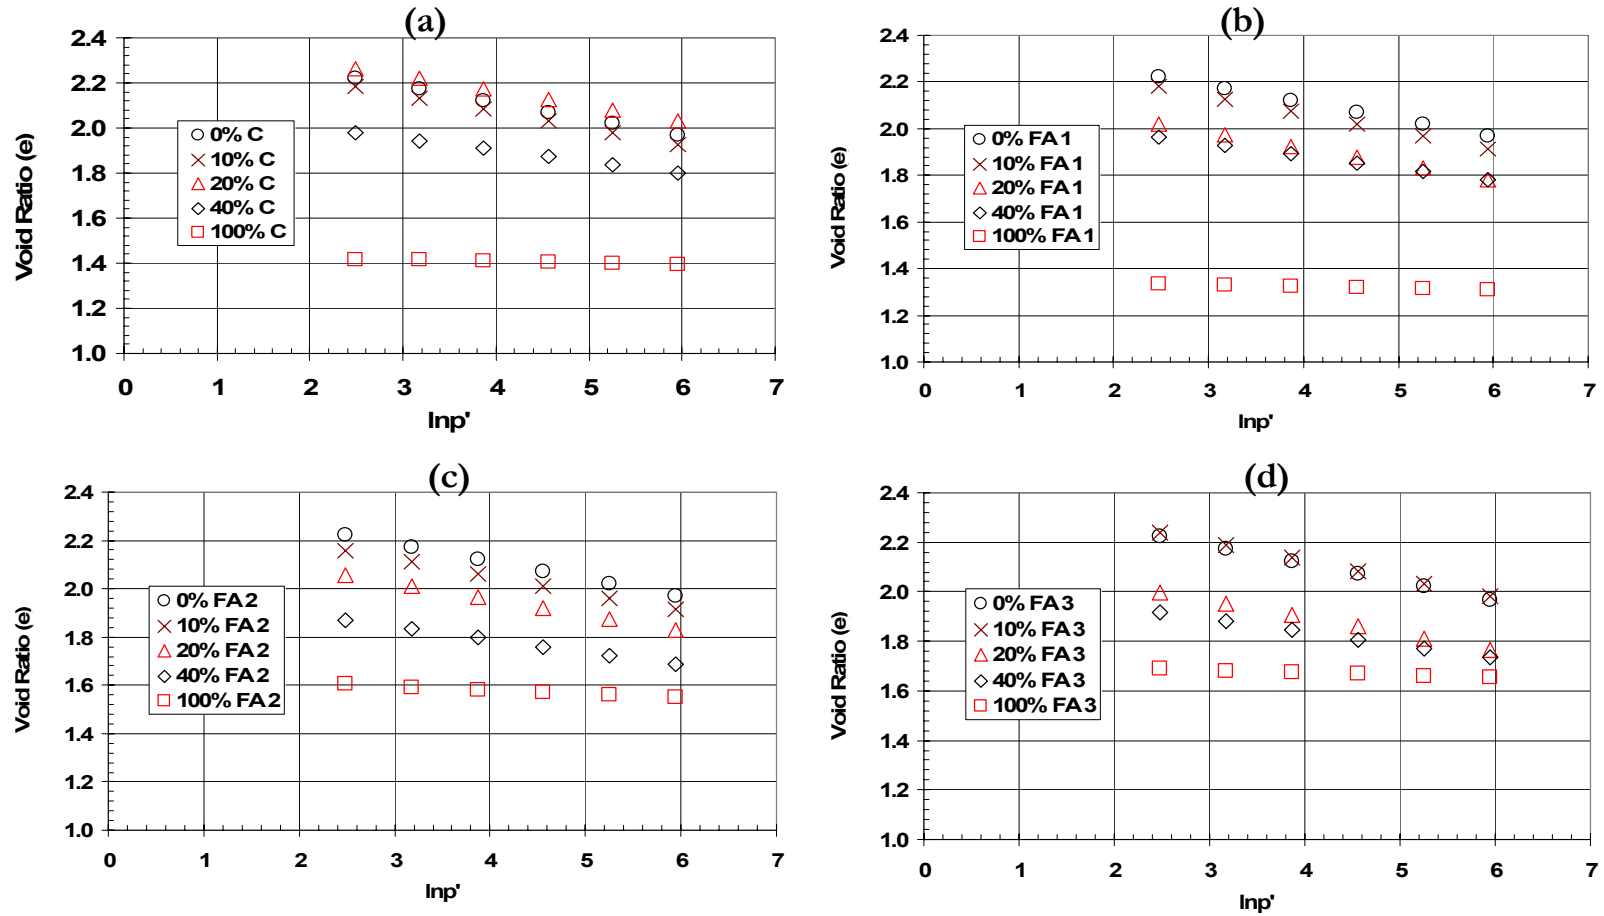 (a)
2.4
2.2
2.0
1.8
1.6
1.4
1.2
1.0
Void Ratio (e)
0% C
10% C
20% C
40% C
100% C
0 1 2 3 4 5 6 7
lnp'
(b)
2.4
2.2
2.0
1.8
1.6
1.4
1.2
1.0
Void Ratio (e)
0% FA1
10% FA1
20% FA1
40% FA1
100% FA1
0 1 2 3 4 5 6 7
lnp'
(c)
2.4
2.2
2.0
1.8
1.6
1.4
1.2
1.0
Void Ratio (e)
0% FA2
10% FA2
20% FA2
40% FA2
100% FA2
0 1 2 3 4 5 6 7
lnp'
(d)
2.4
2.2
2.0
1.8
1.6
1.4
1.2
1.0
Void Ratio (e)
0% FA3
10% FA3
20% FA3
40% FA3
100% FA3
0 1 2 3 4 5 6 7
lnp'